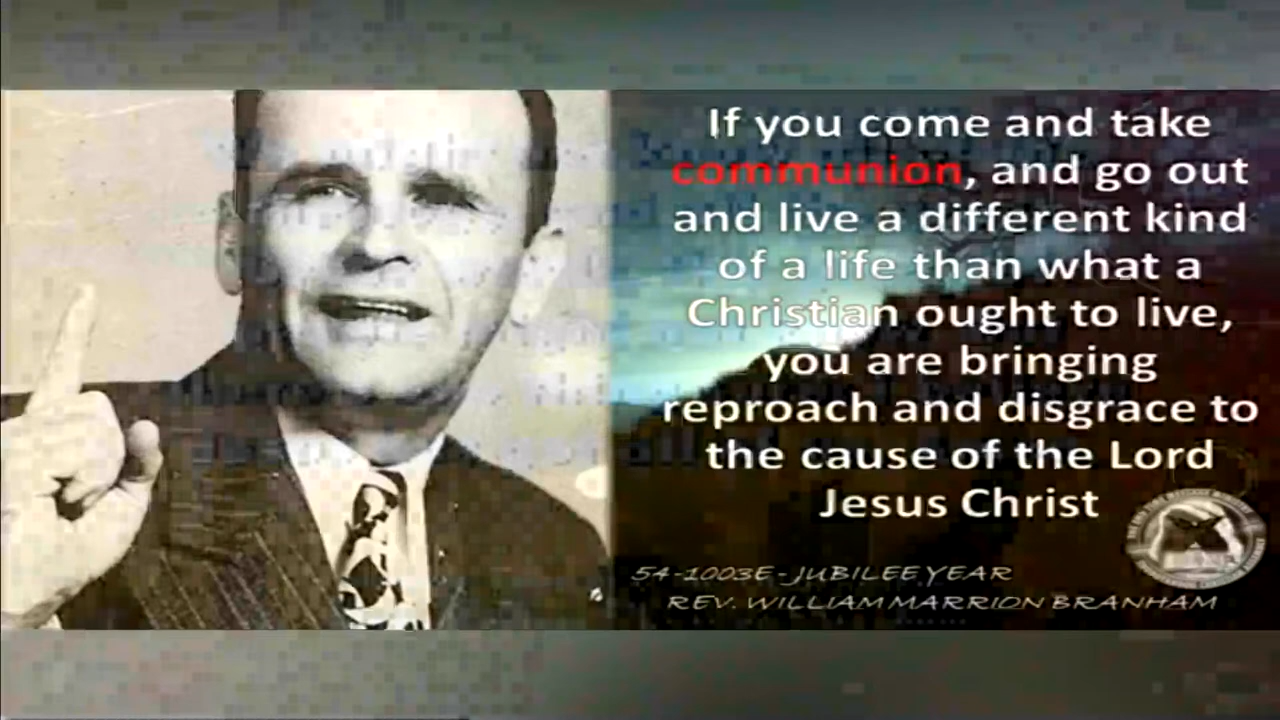 If you come and take
communion, and go out
and live a different kind
of a life than what a
Christian ought to live,
you are bringing
reproach and disgrace to
the cause of the Lord
Jesus Christ
54-1003E - JUBILEE YEAR
REV. WILLIAM MARRION BRANHAM